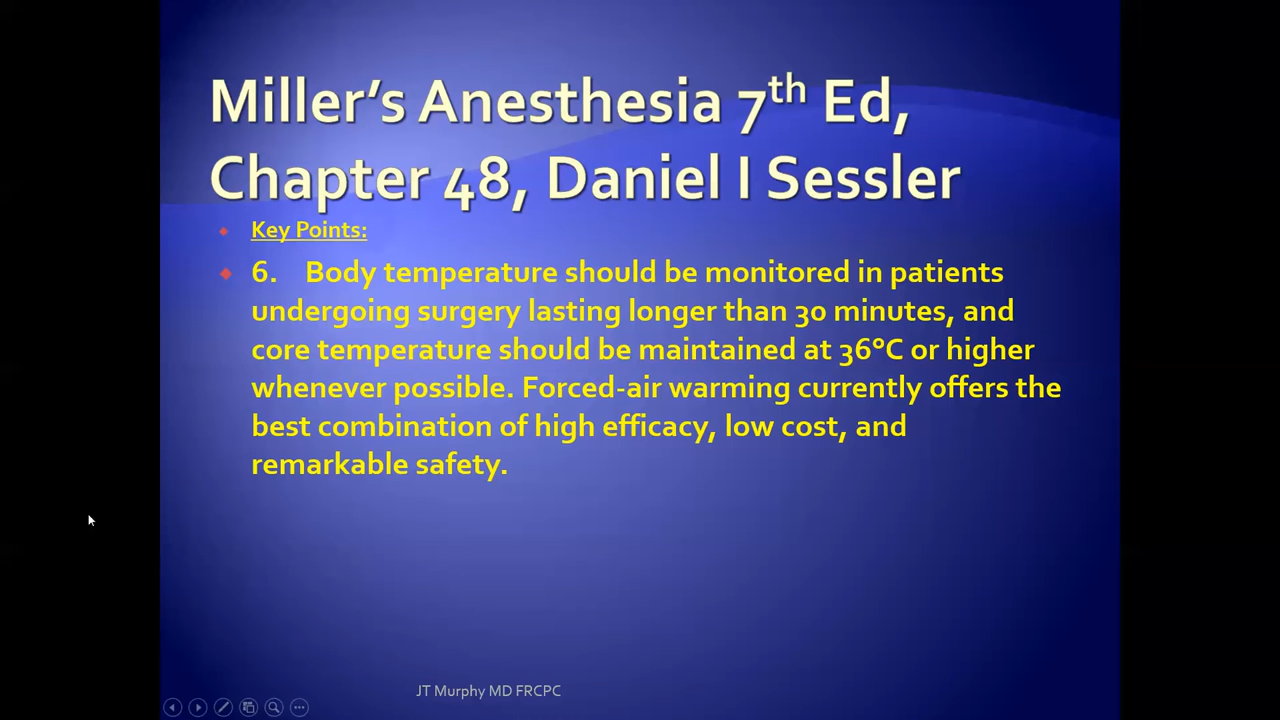 Miller's Anesthesia 7th Ed,
Chapter 48, Daniel I Sessler
Key Points:
6. Body temperature should be monitored in patients
undergoing surgery lasting longer than 30 minutes, and
core temperature should be maintained at 36°C or higher
whenever possible. Forced-air warming currently offers the
best combination of high efficacy, low cost, and
remarkable safety.
JT Murphy MD FRCPC